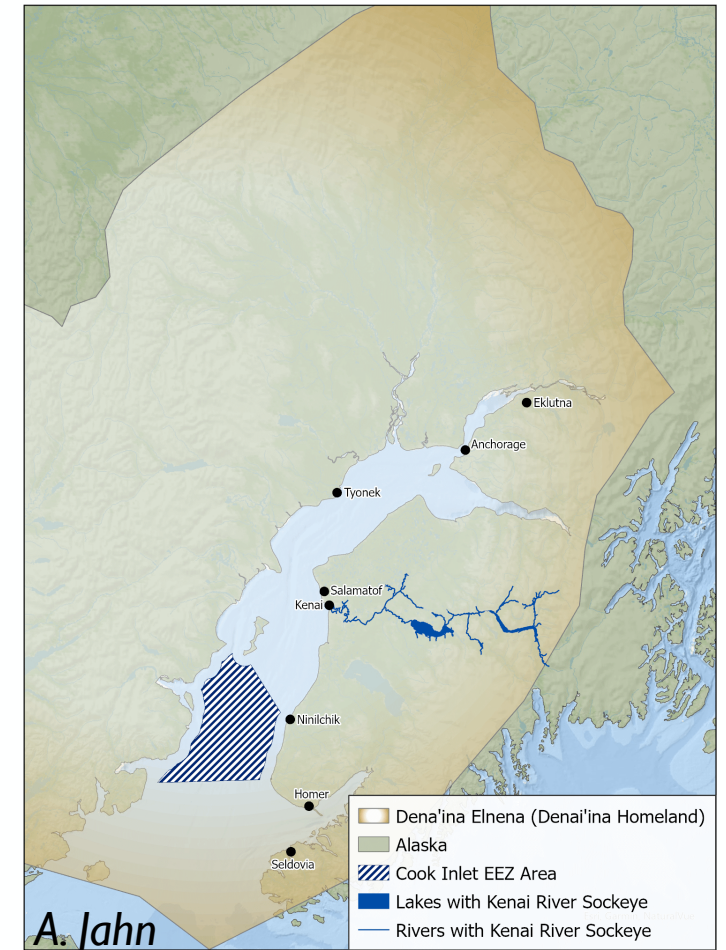 Eklutna
Anchorage
Tyonek
Salamatof
Kenai
Ninilchik
Homer
Seldovia
Dena'ina Elnena (Denai'ina Homeland)
Alaska
Cook Inlet EEZ Area
Lakes with Kenai River Sockeye
Rivers with Kenai River Sockeye
A. Jahn